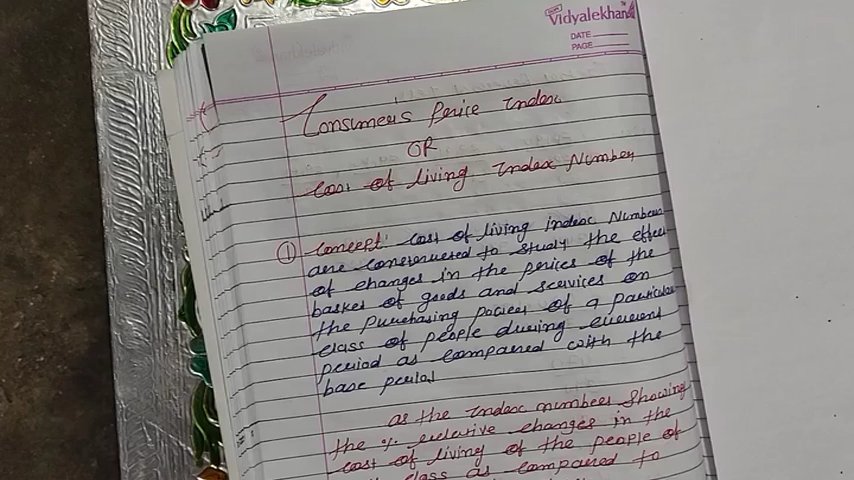 Vidyalekhan
DATE
PAGE
Consumer's Price Index
OR
Cost of living Index Number
① Concept: Cost of living index Numbers
are constructed to study the effect
of changes in the prices of the
basket of goods and services on
the purchasing power of a particular
class of people during current
period as compared with the
base period
as the Index numbers showing
the % relative changes in the
cost of living of the people of
class as compared to